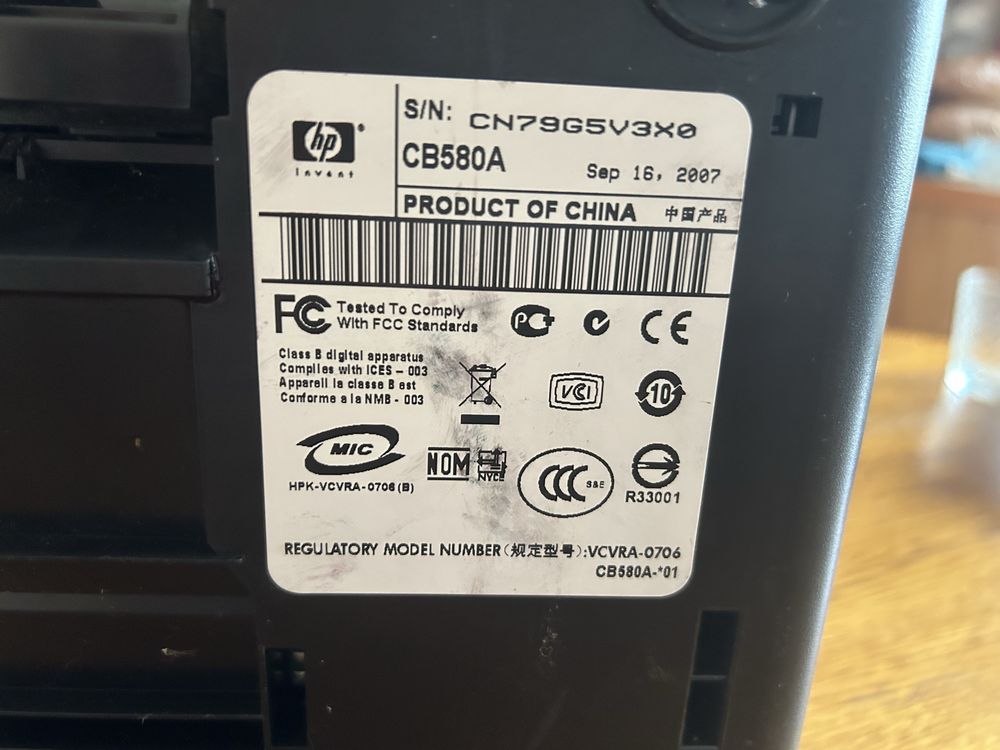 hp
invent
S/N: CN79G5V3X0
CB580A
Sep 16, 2007
PRODUCT OF CHINA 中国产品
FC Tested To Comply
With FCC Standards
PCT
CE
Class B digital apparatus
Complies with ICES - 003
Appareil la classe B est
Conforme a la NMB - 003
VCI
10
MIC
HPK-VCVRA-0706 (B)
NOM
NYCE
CCC S&E
R33001
REGULATORY MODEL NUMBER(规定型号):VCVRA-0706
CB580A-*01